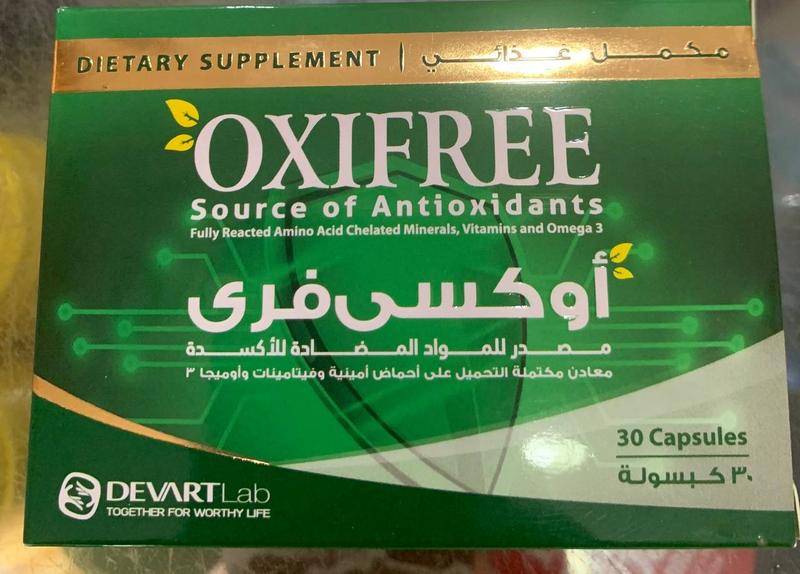 DIETARY SUPPLEMENT | مكمل غذائي
OXIFREE
Source of Antioxidants
Fully Reacted Amino Acid Chelated Minerals, Vitamins and Omega 3
أوكسى فرى
مصدر للمواد المضادة للأكسدة
معادن مكتملة التحميل على أحماض أمينية وفيتامينات وأوميجا ٣
30 Capsules
٣٠ كبسولة
DEVARTLab
TOGETHER FOR WORTHY LIFE